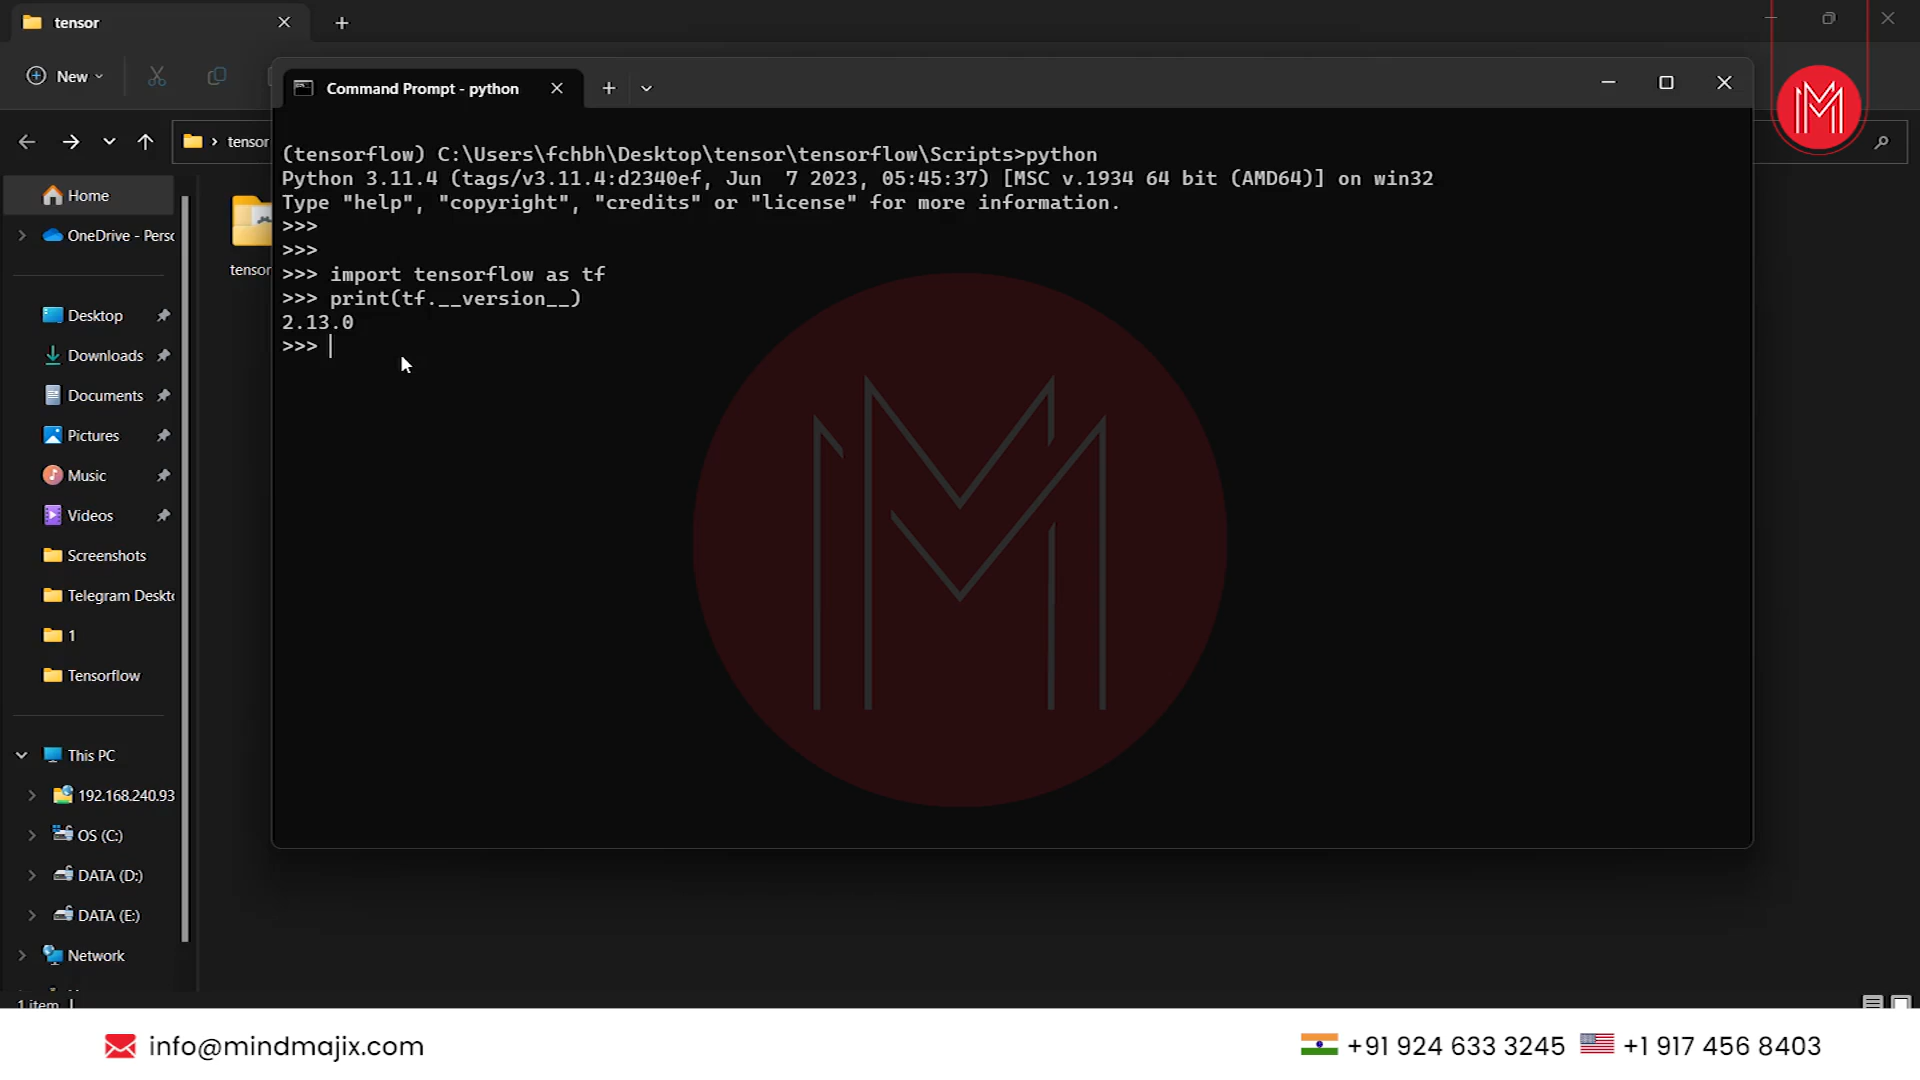 tensor
New
Command Prompt - python
tensor
(tensorflow) C:\Users\fchbh\Desktop\tensor\tensorflow\Scripts>python
Python 3.11.4 (tags/v3.11.4:d2340ef, Jun  7 2023, 05:45:37) [MSC v.1934 64 bit (AMD64)] on win32
Type "help", "copyright", "credits" or "license" for more information.
>>>
>>>
>>> import tensorflow as tf
>>> print(tf.__version__)
2.13.0
>>>
Home
OneDrive - Perso
tensor
Desktop
Downloads
Documents
Pictures
Music
Videos
Screenshots
Telegram Deskto
1
Tensorflow
This PC
192.168.240.93
OS (C:)
DATA (D:)
DATA (E:)
Network
1 item
info@mindmajix.com
+91 924 633 3245
+1 917 456 8403